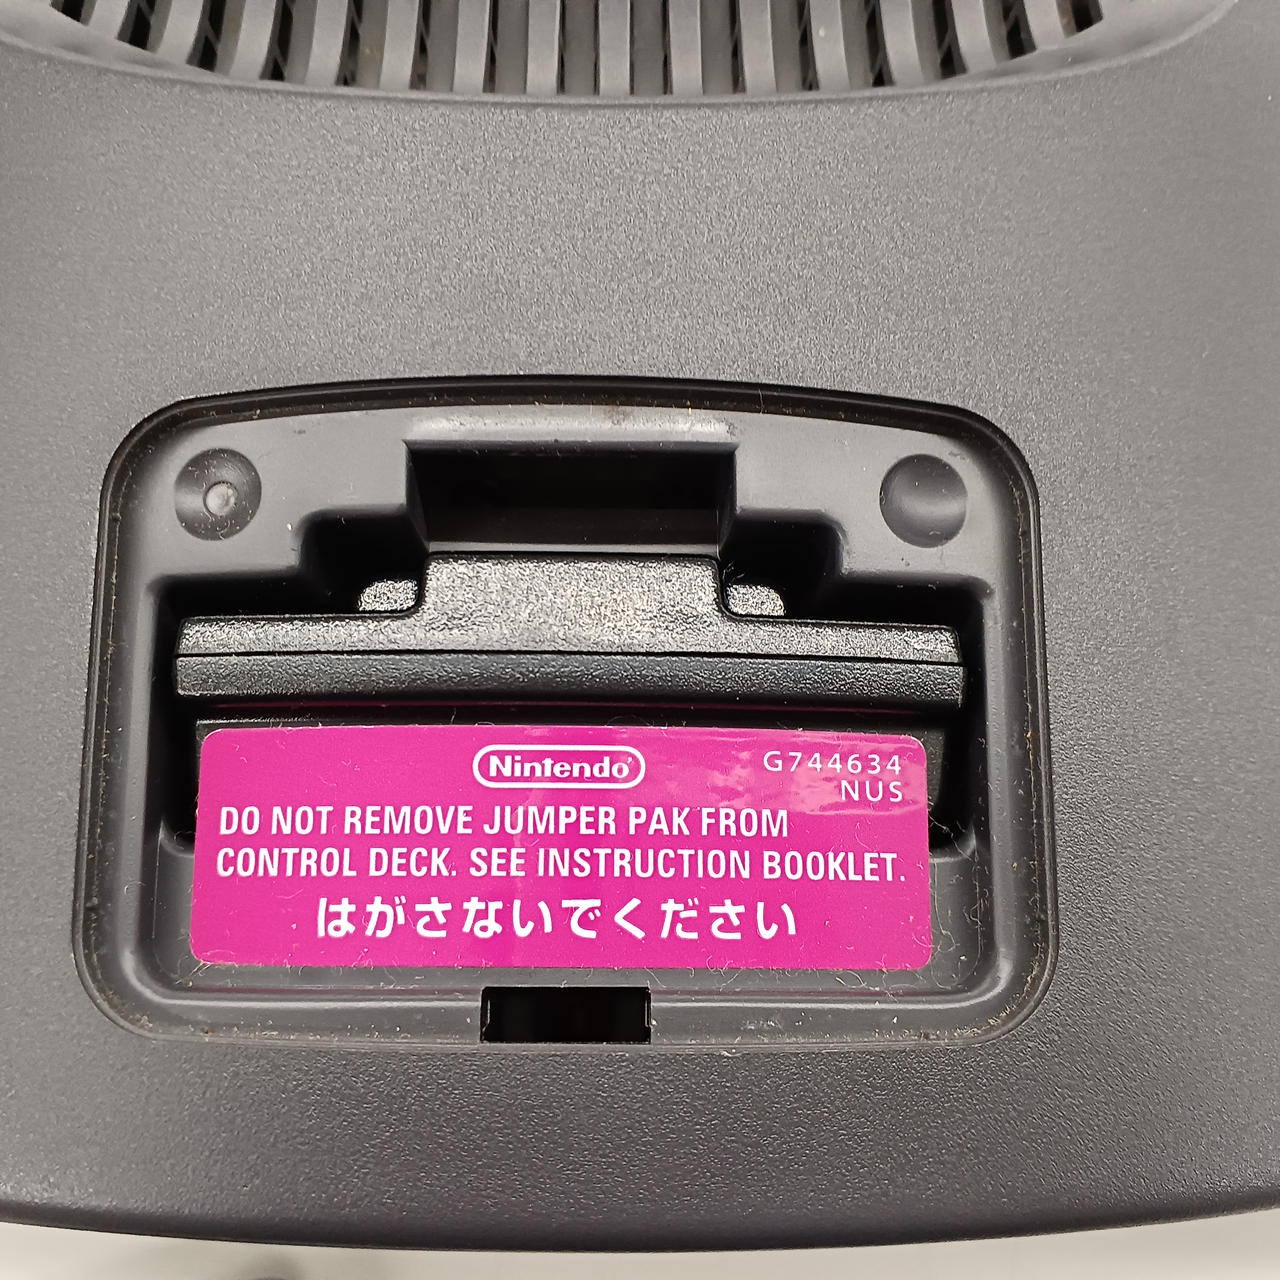 Nintendo
G744634
NUS
DO NOT REMOVE JUMPER PAK FROM
CONTROL DECK. SEE INSTRUCTION BOOKLET.
はがさないでください